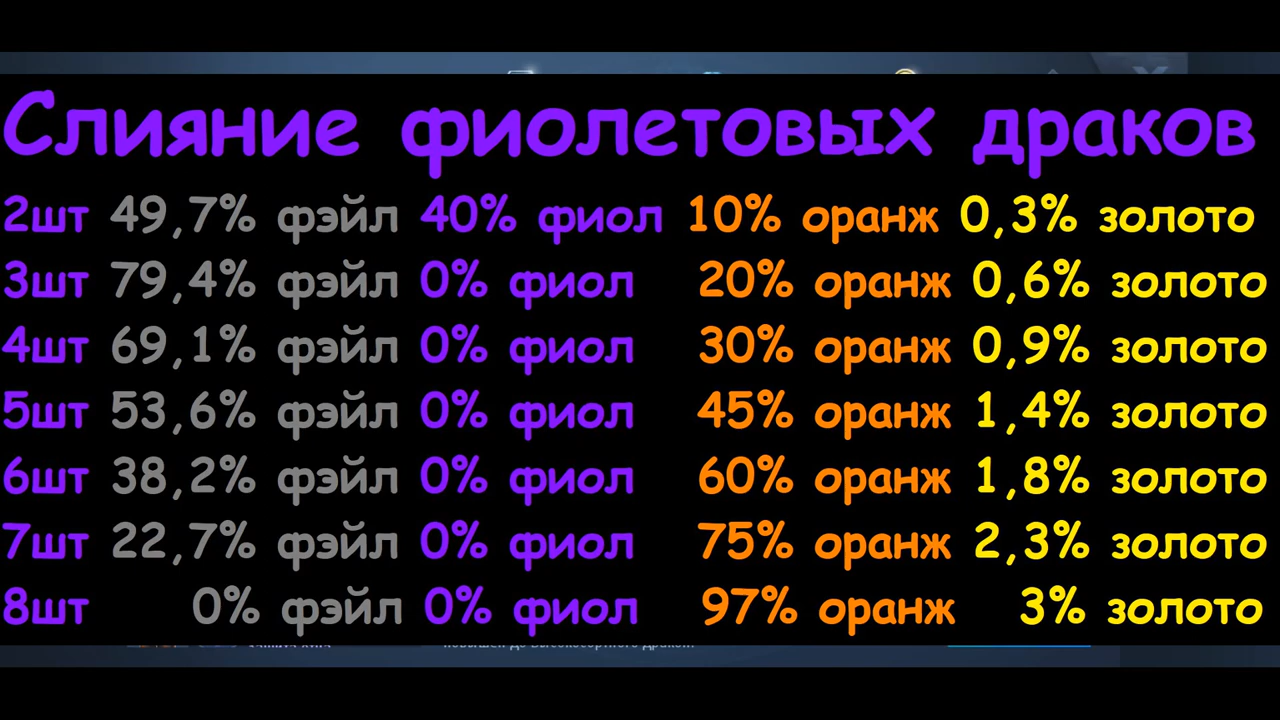 Слияние фиолетовых драков
2шт 49,7% фэйл 40% фиол 10% оранж 0,3% золото
3шт 79,4% фэйл 0% фиол 20% оранж 0,6% золото
4шт 69,1% фэйл 0% фиол 30% оранж 0,9% золото
5шт 53,6% фэйл 0% фиол 45% оранж 1,4% золото
6шт 38,2% фэйл 0% фиол 60% оранж 1,8% золото
7шт 22,7% фэйл 0% фиол 75% оранж 2,3% золото
8шт 0% фэйл 0% фиол 97% оранж 3% золото